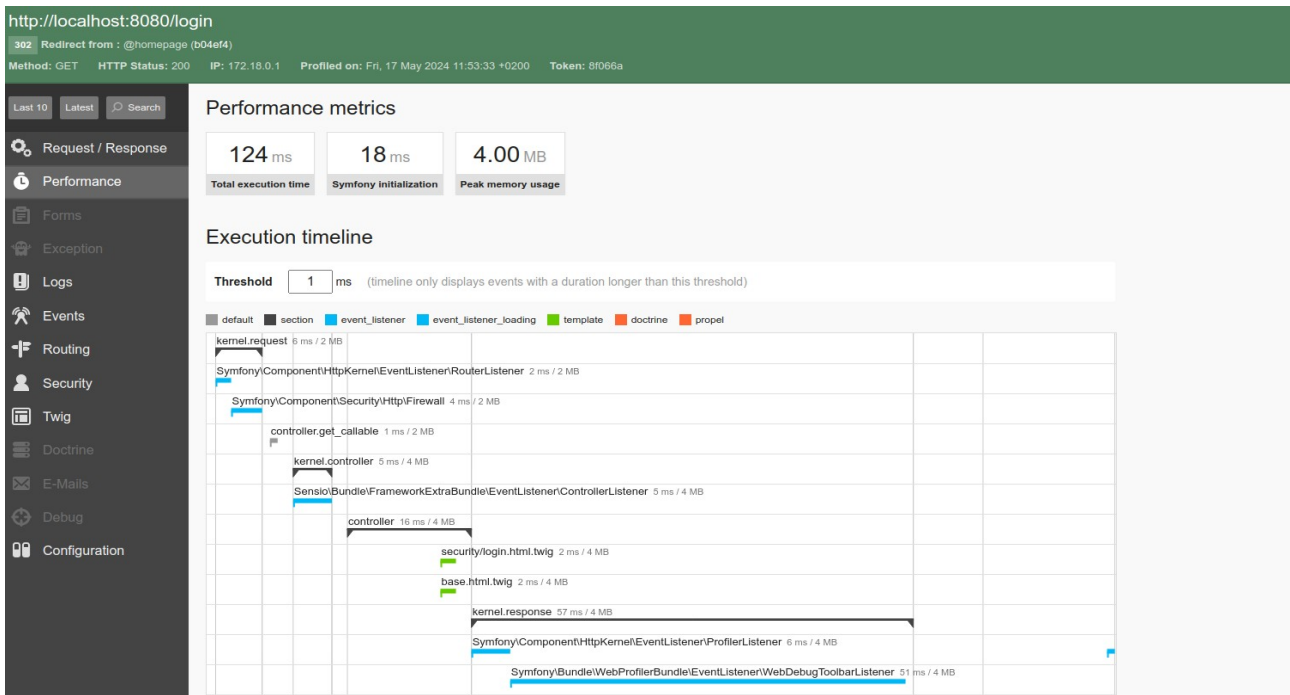 http://localhost:8080/login
302 Redirect from : @homepage (b04ef4)
Method: GET HTTP Status: 200 IP: 172.18.0.1 Profiled on: Fri, 17 May 2024 11:53:33 +0200 Token: 8f066a
Last 10 Latest Search
Request / Response
Performance
Forms
Exception
Logs
Events
Routing
Security
Twig
Doctrine
E-Mails
Debug
Configuration
Performance metrics
124 ms 18 ms 4.00 MB
Total execution time Symfony initialization Peak memory usage
Execution timeline
Threshold 1 ms (timeline only displays events with a duration longer than this threshold)
default section event_listener event_listener_loading template doctrine propel
kernel.request 6 ms / 2 MB
Symfony\Component\HttpKernel\EventListener\RouterListener 2 ms / 2 MB
Symfony\Component\Security\Http\Firewall 4 ms / 2 MB
controller.get_callable 1 ms / 2 MB
kernel.controller 5 ms / 4 MB
Sensio\Bundle\FrameworkExtraBundle\EventListener\ControllerListener 5 ms / 4 MB
controller 16 ms / 4 MB
security/login.html.twig 2 ms / 4 MB
base.html.twig 2 ms / 4 MB
kernel.response 57 ms / 4 MB
Symfony\Component\HttpKernel\EventListener\ProfilerListener 6 ms / 4 MB
Symfony\Bundle\WebProfilerBundle\EventListener\WebDebugToolbarListener 51 ms / 4 MB